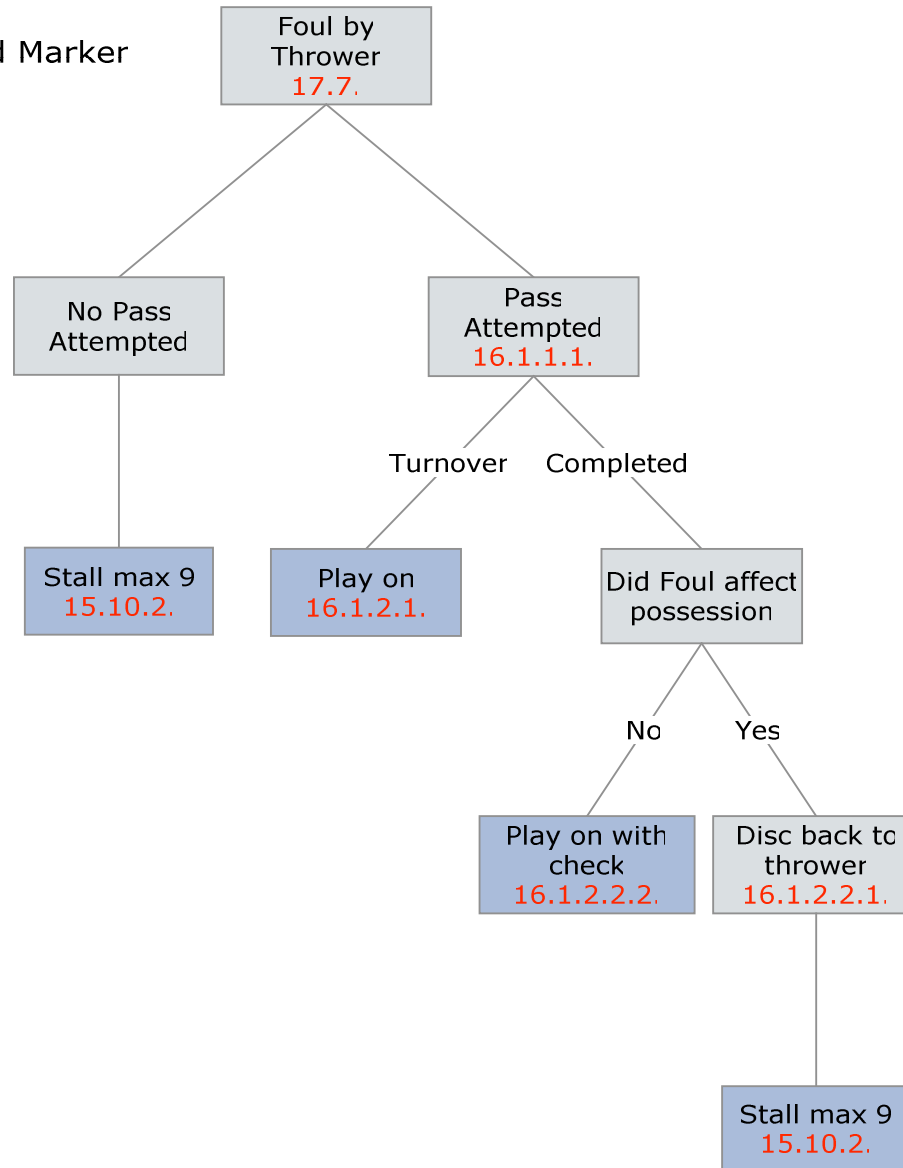 d Marker
Foul by
Thrower
17.7.
No Pass
Attempted
Pass
Attempted
16.1.1.1.
Turnover
Completed
Stall max 9
15.10.2.
Play on
16.1.2.1.
Did Foul affect
possession
No
Yes
Play on with
check
16.1.2.2.2.
Disc back to
thrower
16.1.2.2.1.
Stall max 9
15.10.2.